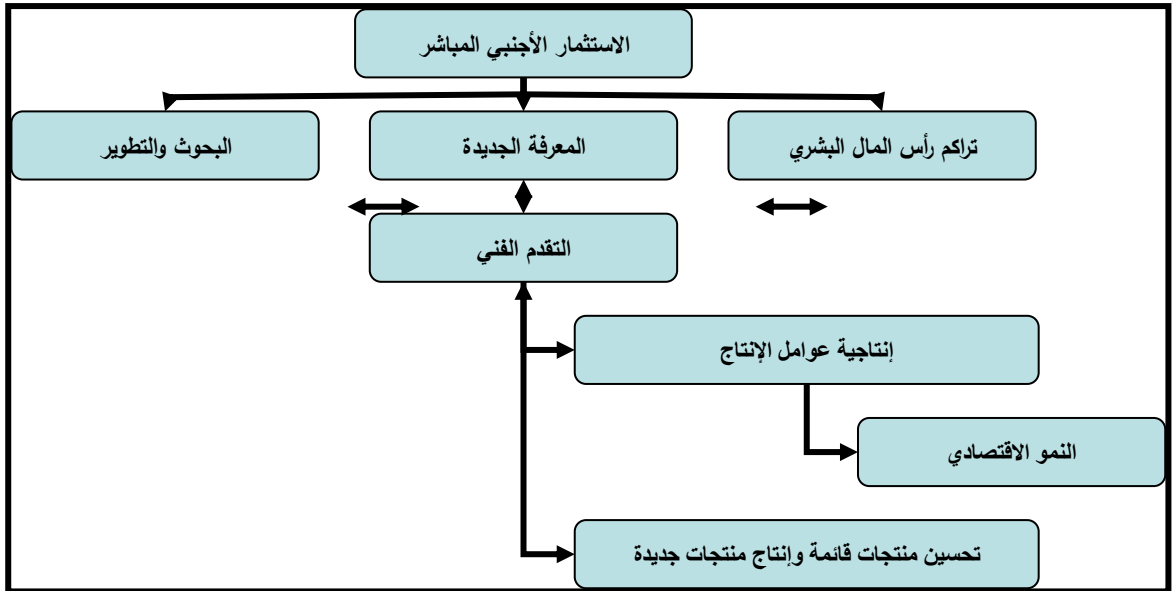 الاستثمار الأجنبي المباشر
تراكم رأس المال البشري
المعرفة الجديدة
البحوث والتطوير
التقدم الفني
إنتاجية عوامل الإنتاج
النمو الاقتصادي
تحسين منتجات قائمة وإنتاج منتجات جديدة